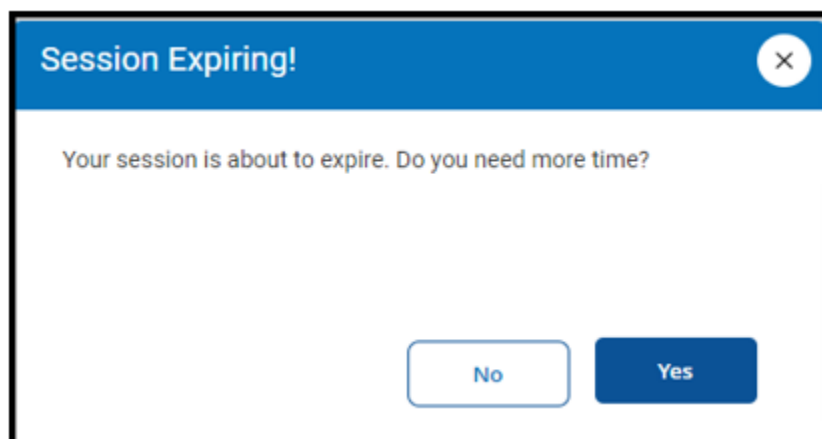 Session Expiring!
Your session is about to expire. Do you need more time?
No
Yes